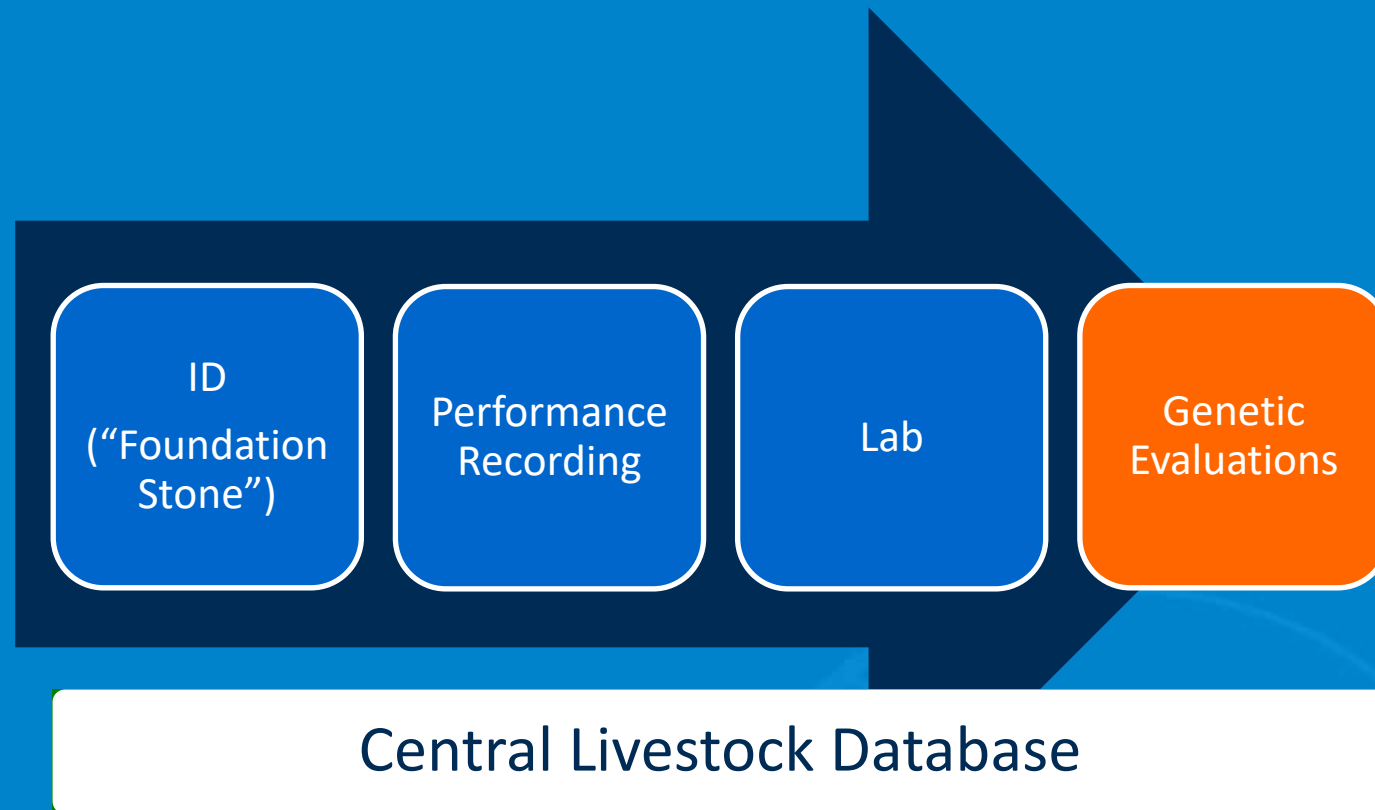 ID
(“Foundation
Stone”)
Performance
Recording
Lab
Genetic
Evaluations
Central Livestock Database